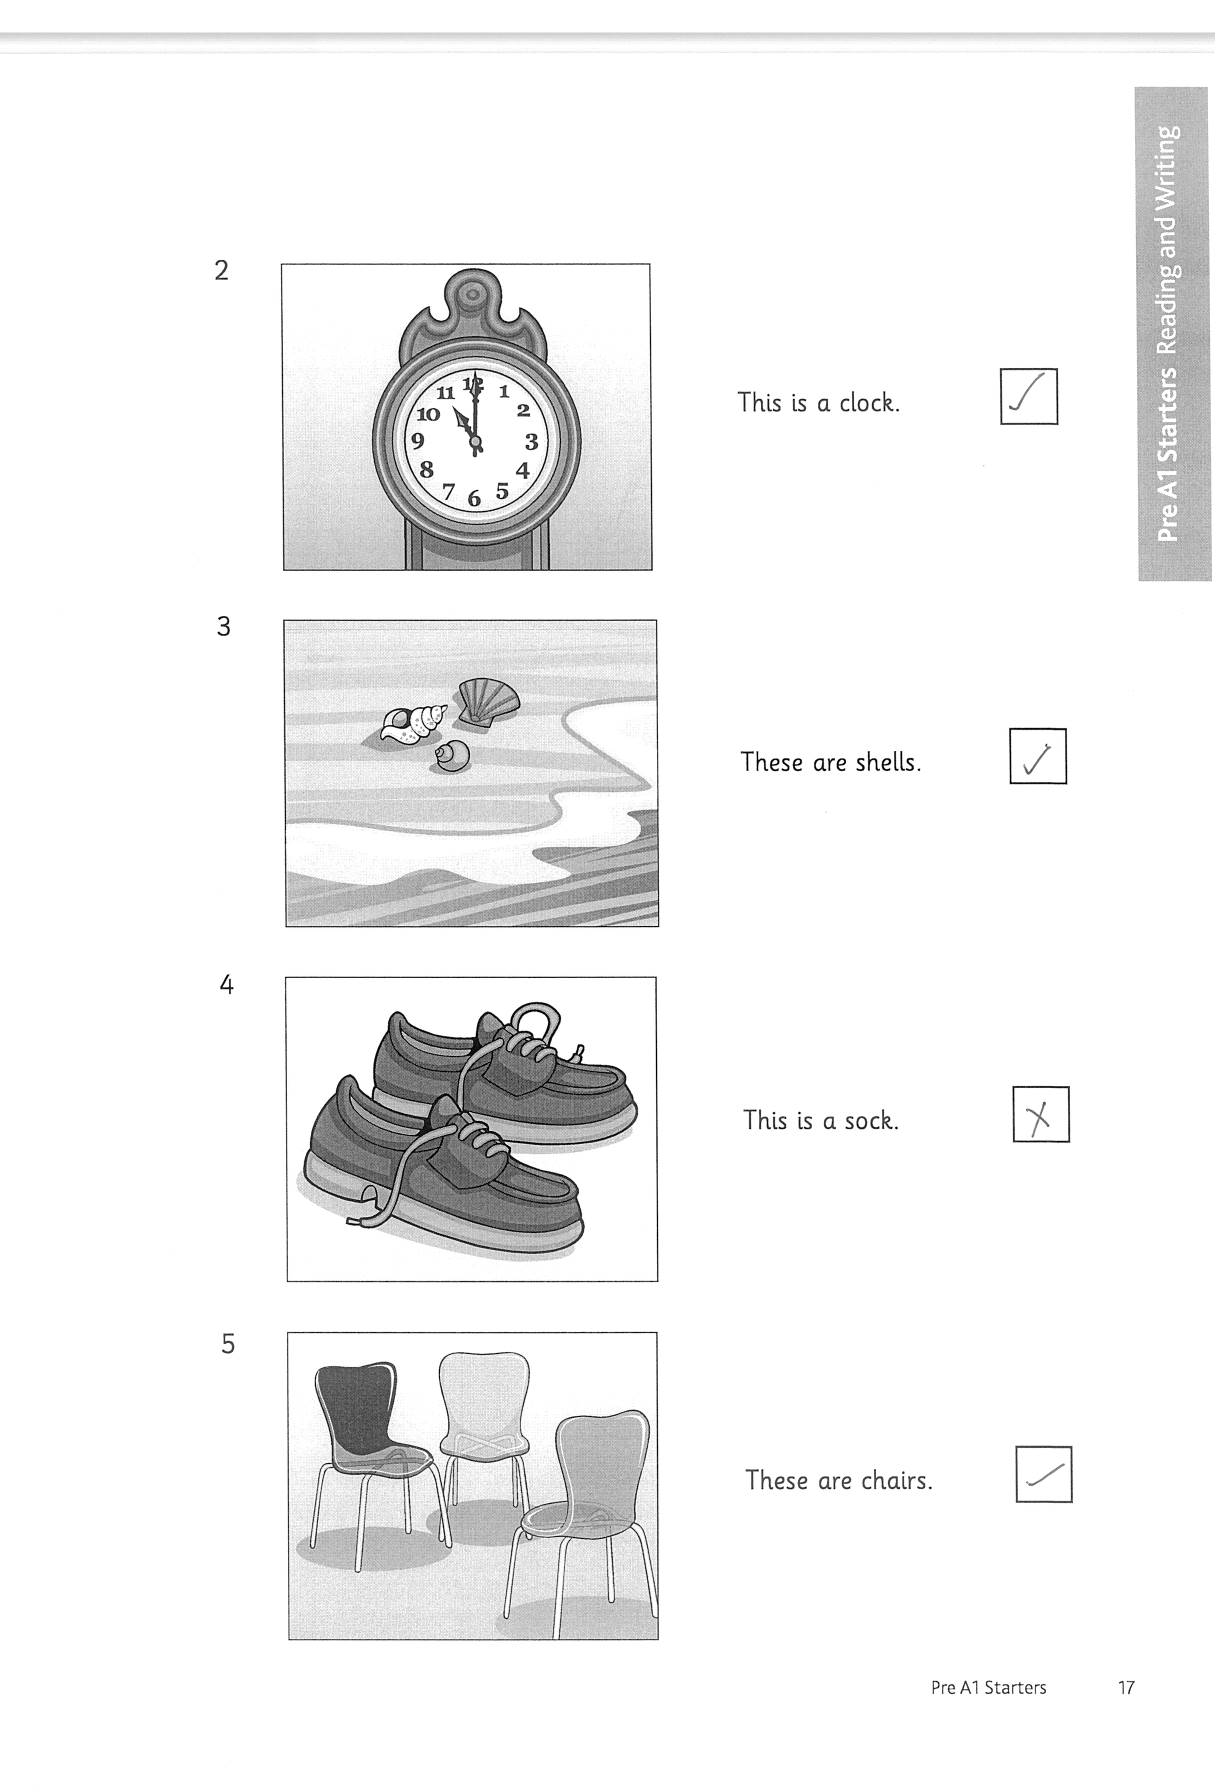 Pre A1 Starters Reading and Writing
2
11 12 1
10 2
9 3
8 4
7 6 5
This is a clock. ✓
3
These are shells. ✓
4
This is a sock. ✗
5
These are chairs. ✓
Pre A1 Starters 17